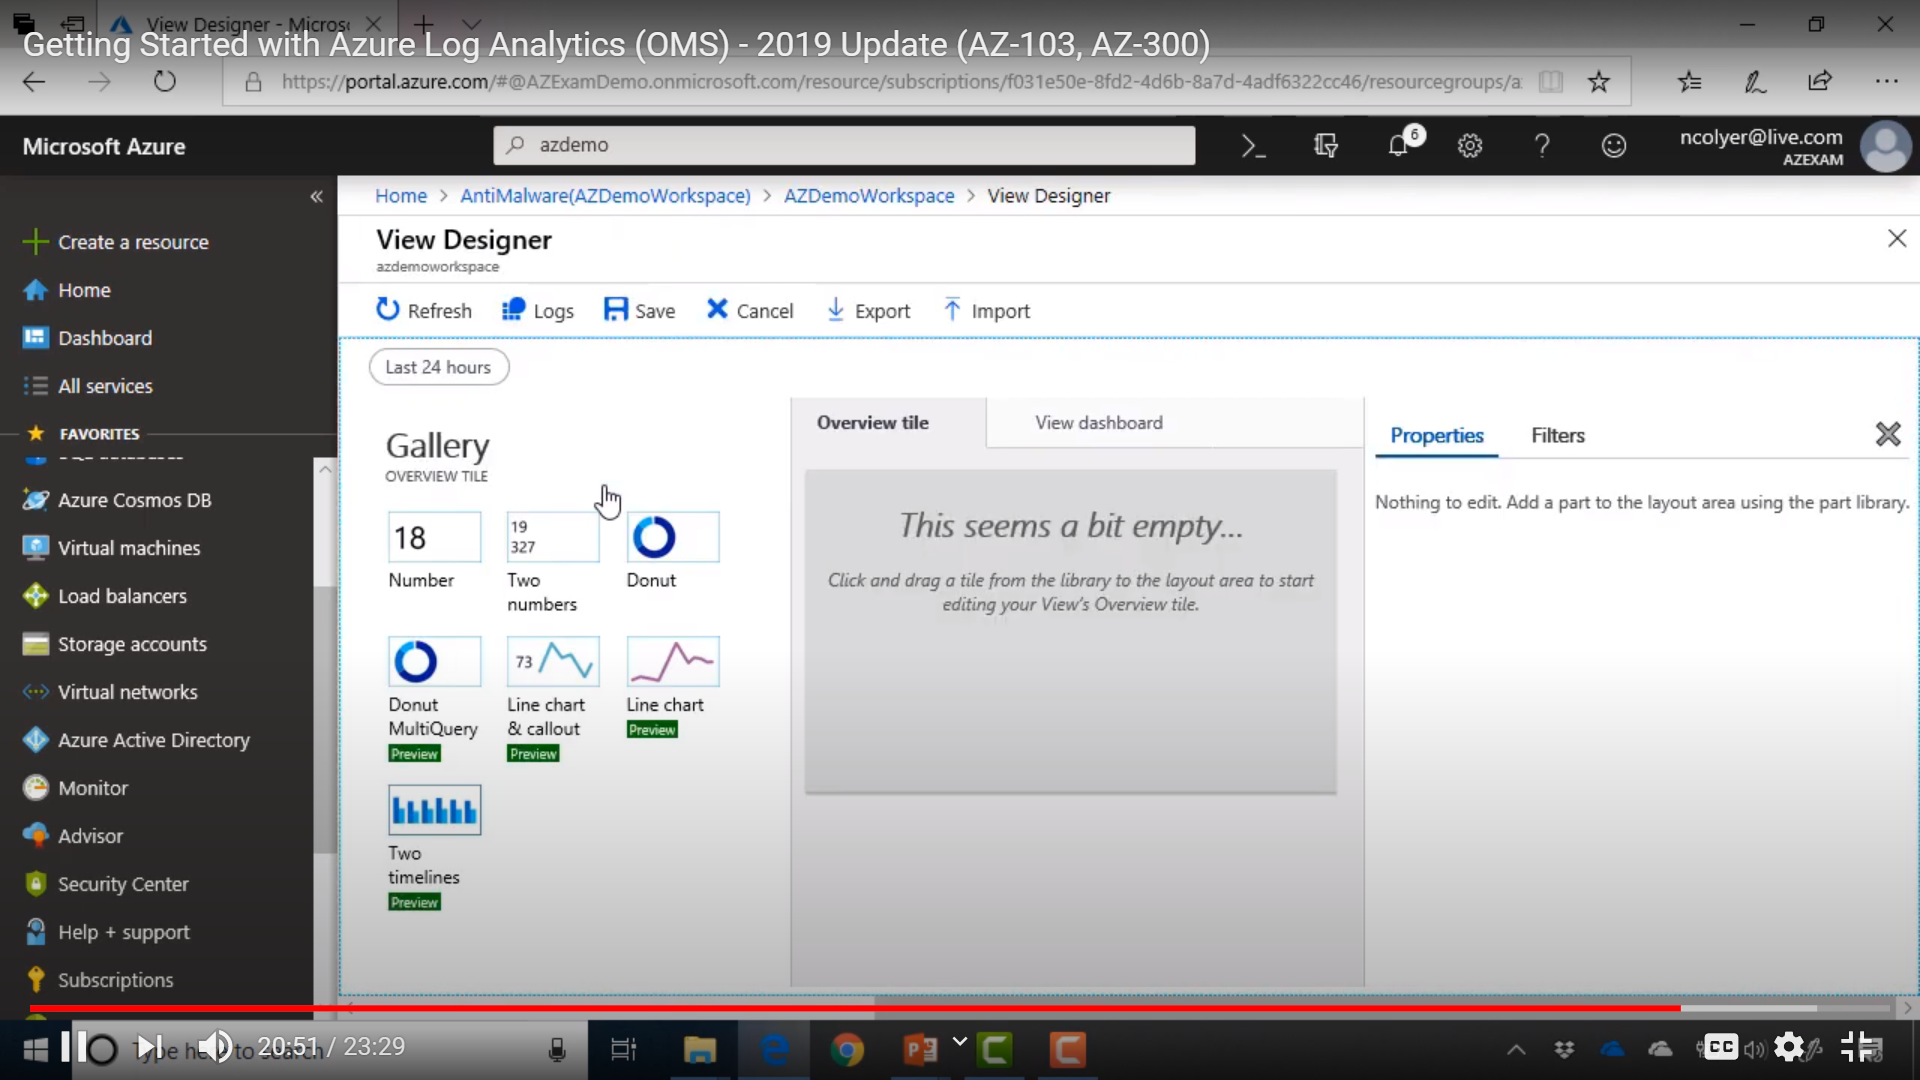 View Designer - Micros
Getting Started with Azure Log Analytics (OMS) - 2019 Update (AZ-103, AZ-300)
https://portal.azure.com/#@AZExamDemo.onmicrosoft.com/resource/subscriptions/f031e50e-8fd2-4d6b-8a7d-4adf6322cc46/resourcegroups/a
Microsoft Azure
azdemo
6
ncolyer@live.com
AZEXAM
Home > AntiMalware(AZDemoWorkspace) > AZDemoWorkspace > View Designer
View Designer
azdemoworkspace
Refresh Logs Save Cancel Export Import
Last 24 hours
Create a resource
Home
Dashboard
All services
FAVORITES
Azure Cosmos DB
Virtual machines
Load balancers
Storage accounts
Virtual networks
Azure Active Directory
Monitor
Advisor
Security Center
Help + support
Subscriptions
Gallery
OVERVIEW TILE
18
Number
19
327
Two
numbers
Donut
Donut
MultiQuery
Preview
73
Line chart
& callout
Preview
Line chart
Preview
Two
timelines
Preview
Overview tile
View dashboard
This seems a bit empty...
Click and drag a tile from the library to the layout area to start
editing your View's Overview tile.
Properties
Filters
Nothing to edit. Add a part to the layout area using the part library.
Type here to search
20:51 / 23:29
CC